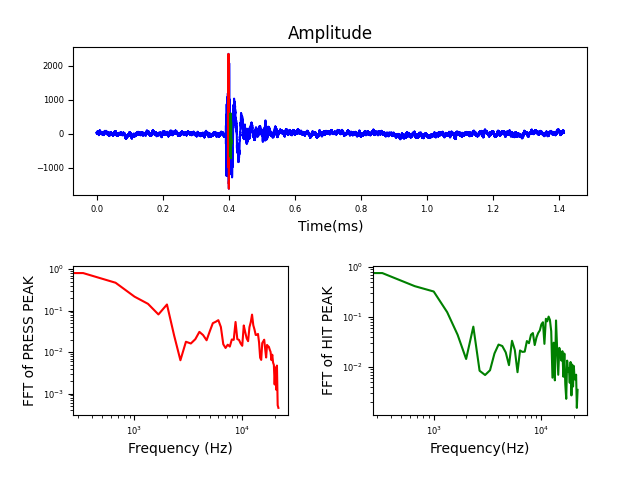 Amplitude
2000
1000
0
−1000
0.0 0.2 0.4 0.6 0.8 1.0 1.2 1.4
Time(ms)
FFT of PRESS PEAK
10⁰
10⁻¹
10⁻²
10⁻³
10³ 10⁴
Frequency (Hz)
FFT of HIT PEAK
10⁰
10⁻¹
10⁻²
10³ 10⁴
Frequency(Hz)